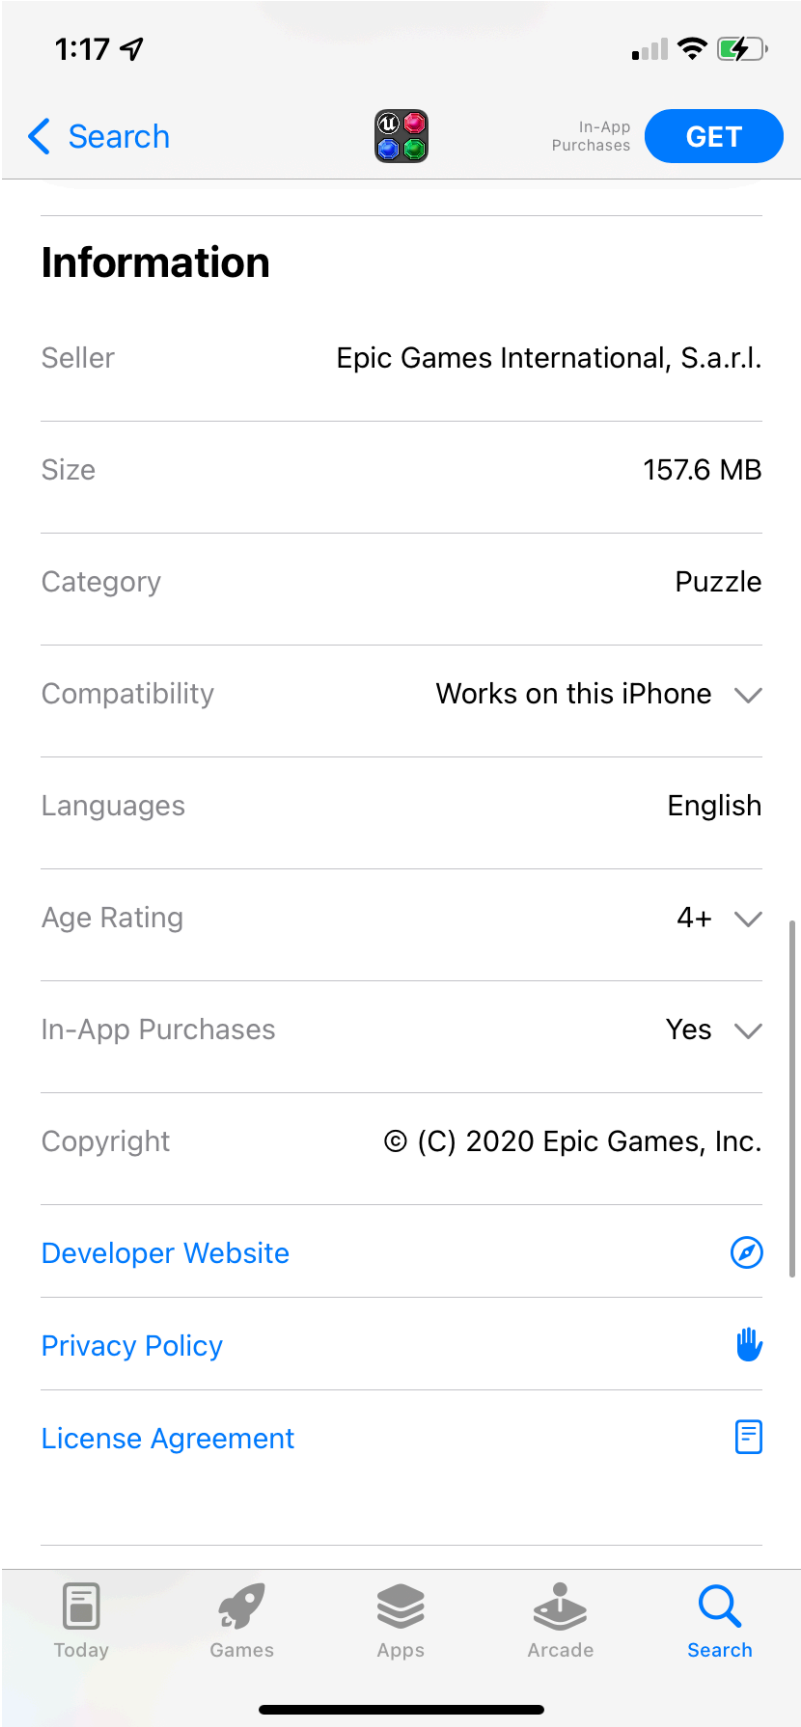 1:17
Search
In-App
Purchases
GET
Information
Seller
Epic Games International, S.a.r.l.
Size
157.6 MB
Category
Puzzle
Compatibility
Works on this iPhone
Languages
English
Age Rating
4+
In-App Purchases
Yes
Copyright
© (C) 2020 Epic Games, Inc.
Developer Website
Privacy Policy
License Agreement
Today
Games
Apps
Arcade
Search